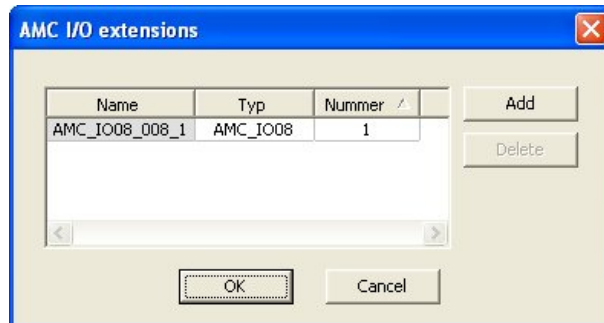 AMC I/O extensions
Name Typ Nummer
AMC_IO08_008_1 AMC_IO08 1
Add
Delete
OK Cancel